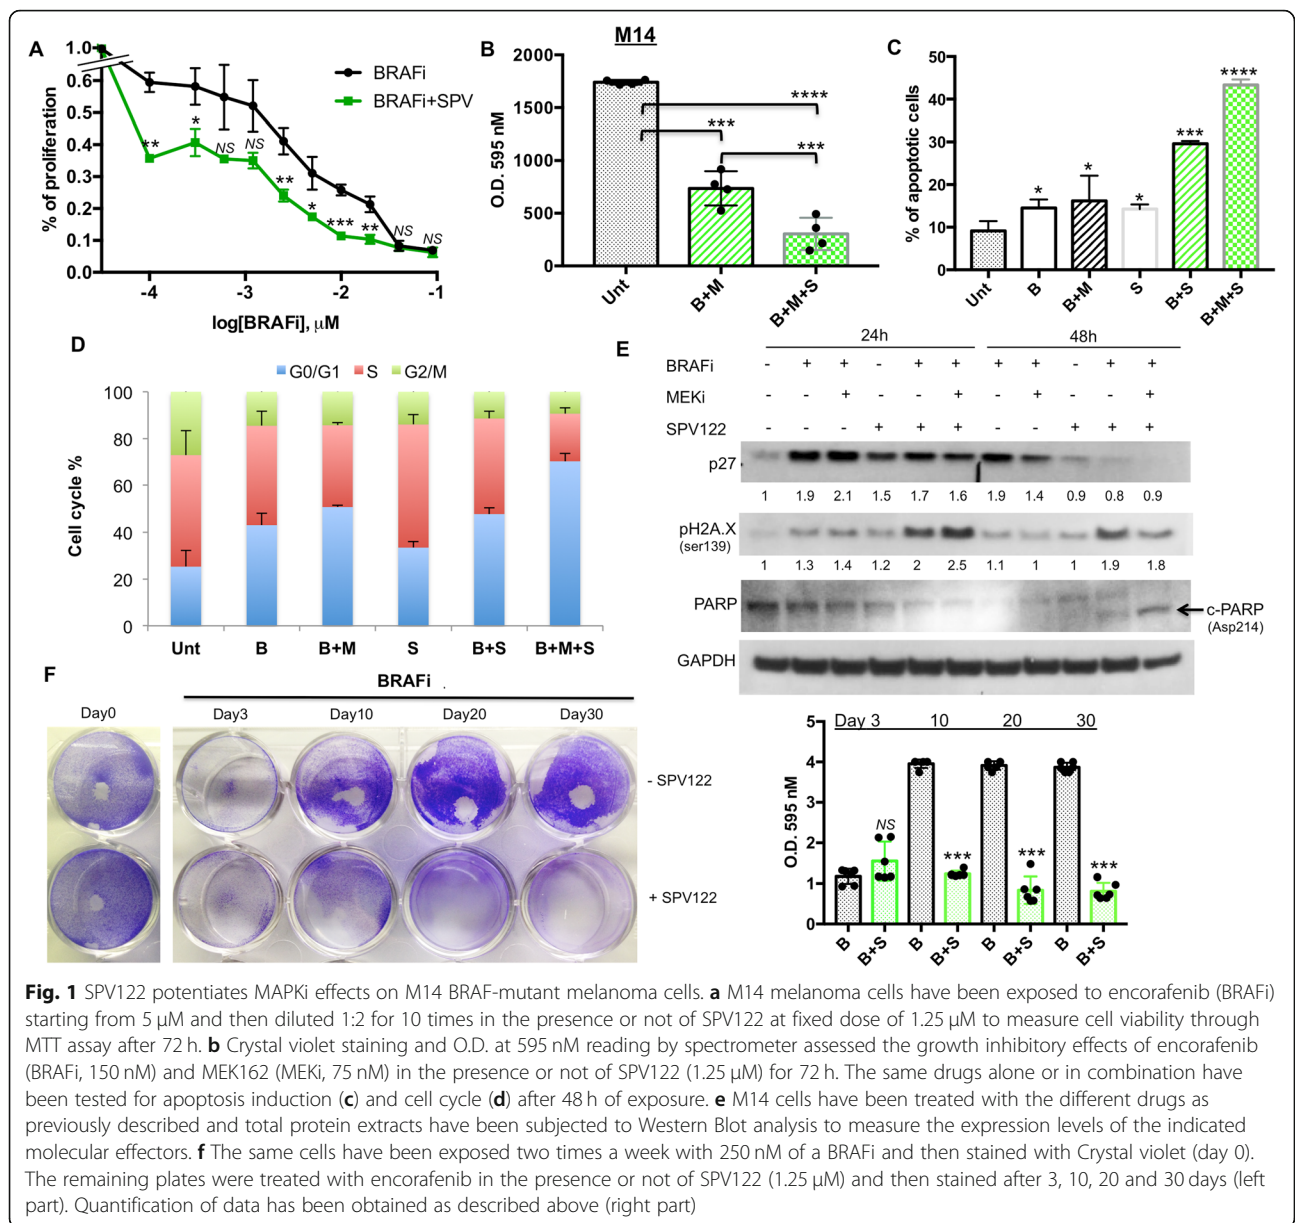 A
1.0
0.6
0.5
0.4
0.3
0.2
0.1
0.0
% of proliferation
BRAFi
BRAFi+SPV
**
*
NS
NS
**
*
***
**
NS
NS
-4 -3 -2 -1
log[BRAFi], μM
B
M14
2000
1500
1000
500
0
O.D. 595 nM
****
***
***
Unt B+M B+M+S
C
50
40
30
20
10
0
% of apoptotic cells
* * * *** ****
Unt B B+M S B+S B+M+S
D
G0/G1 S G2/M
100
80
60
40
20
0
Cell cycle %
Unt B B+M S B+S B+M+S
E
24h 48h
BRAFi - + + - + + + + - + +
MEKi - - + - - + - + - - +
SPV122 - - - + + + - - + + +
p27
1 1.9 2.1 1.5 1.7 1.6 1.9 1.4 0.9 0.8 0.9
pH2A.X
(ser139)
1 1.3 1.4 1.2 2 2.5 1.1 1 1 1.9 1.8
PARP
c-PARP
(Asp214)
GAPDH
F
BRAFi
Day0 Day3 Day10 Day20 Day30
- SPV122
+ SPV122
5
4
3
2
1
0
O.D. 595 nM
Day 3 10 20 30
NS *** *** ***
B B+S B B+S B B+S B B+S
Fig. 1 SPV122 potentiates MAPKi effects on M14 BRAF-mutant melanoma cells. a M14 melanoma cells have been exposed to encorafenib (BRAFi)
starting from 5 μM and then diluted 1:2 for 10 times in the presence or not of SPV122 at fixed dose of 1.25 μM to measure cell viability through
MTT assay after 72 h. b Crystal violet staining and O.D. at 595 nM reading by spectrometer assessed the growth inhibitory effects of encorafenib
(BRAFi, 150 nM) and MEK162 (MEKi, 75 nM) in the presence or not of SPV122 (1.25 μM) for 72 h. The same drugs alone or in combination have
been tested for apoptosis induction (c) and cell cycle (d) after 48 h of exposure. e M14 cells have been treated with the different drugs as
previously described and total protein extracts have been subjected to Western Blot analysis to measure the expression levels of the indicated
molecular effectors. f The same cells have been exposed two times a week with 250 nM of a BRAFi and then stained with Crystal violet (day 0).
The remaining plates were treated with encorafenib in the presence or not of SPV122 (1.25 μM) and then stained after 3, 10, 20 and 30 days (left
part). Quantification of data has been obtained as described above (right part)